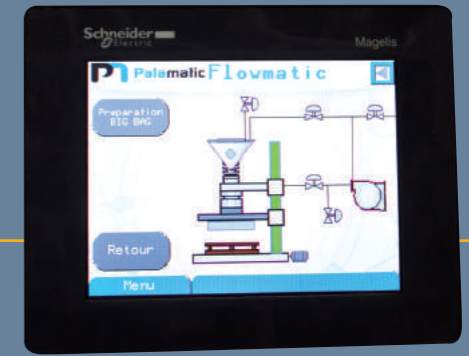 Schneider
Electric
Magelis
Palamatic Flowmatic
Preparation
BIG BAG
Retour
Menu